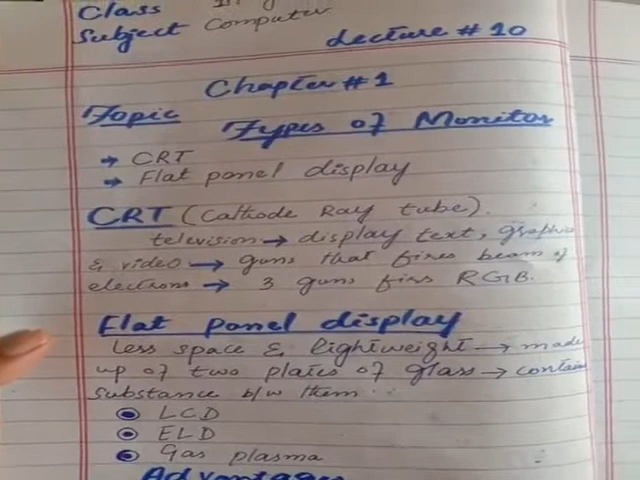 Class
Subject Computer
Lecture # 10
Chapter # 1
Topic
Types of Monitor
→ CRT
→ Flat panel display
CRT (Cathode Ray tube).
television → display text, graphics
& video → guns that fires beam of
electrons → 3 guns fires RGB.
Flat panel display
Less space & lightweight → made
up of two plates of glass → contain
Substance b/w them.
LCD
ELD
Gas plasma
Advantages